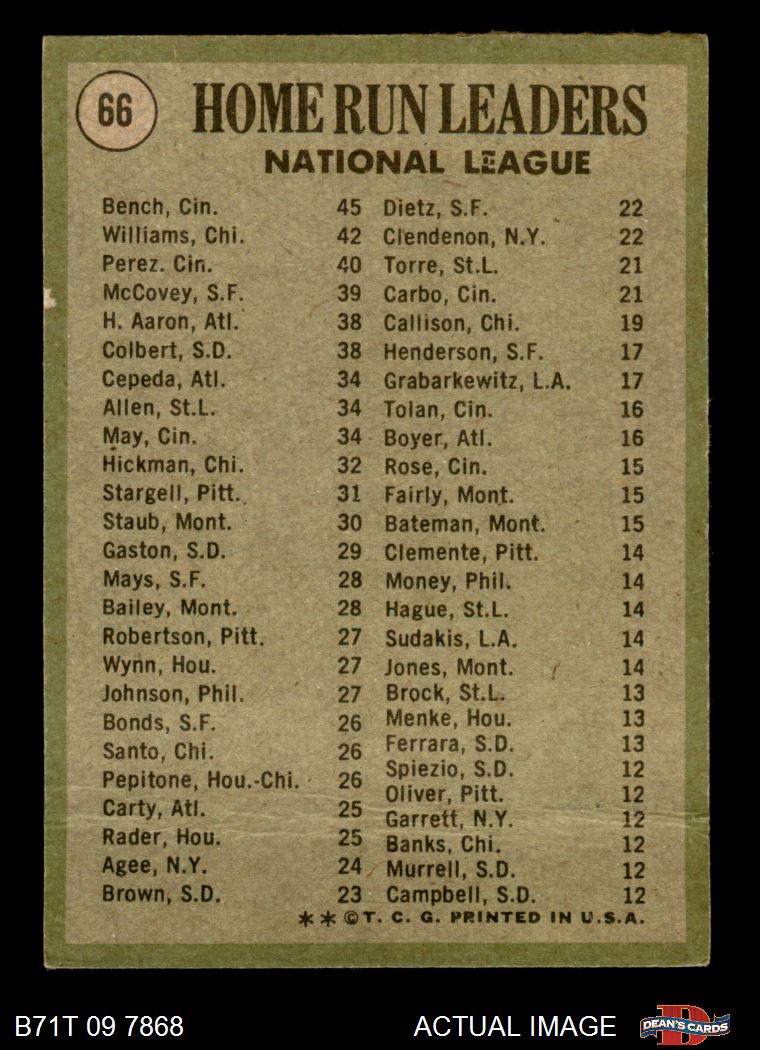 66
HOME RUN LEADERS
NATIONAL LEAGUE
Bench, Cin. 45
Williams, Chi. 42
Perez. Cin. 40
McCovey, S.F. 39
H. Aaron, Atl. 38
Colbert, S.D. 38
Cepeda, Atl. 34
Allen, St.L. 34
May, Cin. 34
Hickman, Chi. 32
Stargell, Pitt. 31
Staub, Mont. 30
Gaston, S.D. 29
Mays, S.F. 28
Bailey, Mont. 28
Robertson, Pitt. 27
Wynn, Hou. 27
Johnson, Phil. 27
Bonds, S.F. 26
Santo, Chi. 26
Pepitone, Hou.-Chi. 26
Carty, Atl. 25
Rader, Hou. 25
Agee, N.Y. 24
Brown, S.D. 23
Dietz, S.F. 22
Clendenon, N.Y. 22
Torre, St.L. 21
Carbo, Cin. 21
Callison, Chi. 19
Henderson, S.F. 17
Grabarkewitz, L.A. 17
Tolan, Cin. 16
Boyer, Atl. 16
Rose, Cin. 15
Fairly, Mont. 15
Bateman, Mont. 15
Clemente, Pitt. 14
Money, Phil. 14
Hague, St.L. 14
Sudakis, L.A. 14
Jones, Mont. 14
Brock, St.L. 13
Menke, Hou. 13
Ferrara, S.D. 13
Spiezio, S.D. 12
Oliver, Pitt. 12
Garrett, N.Y. 12
Banks, Chi. 12
Murrell, S.D. 12
Campbell, S.D. 12
**©T. C. G. PRINTED IN U.S.A.
B71T 09 7868
ACTUAL IMAGE
D
DEAN'S CARDS